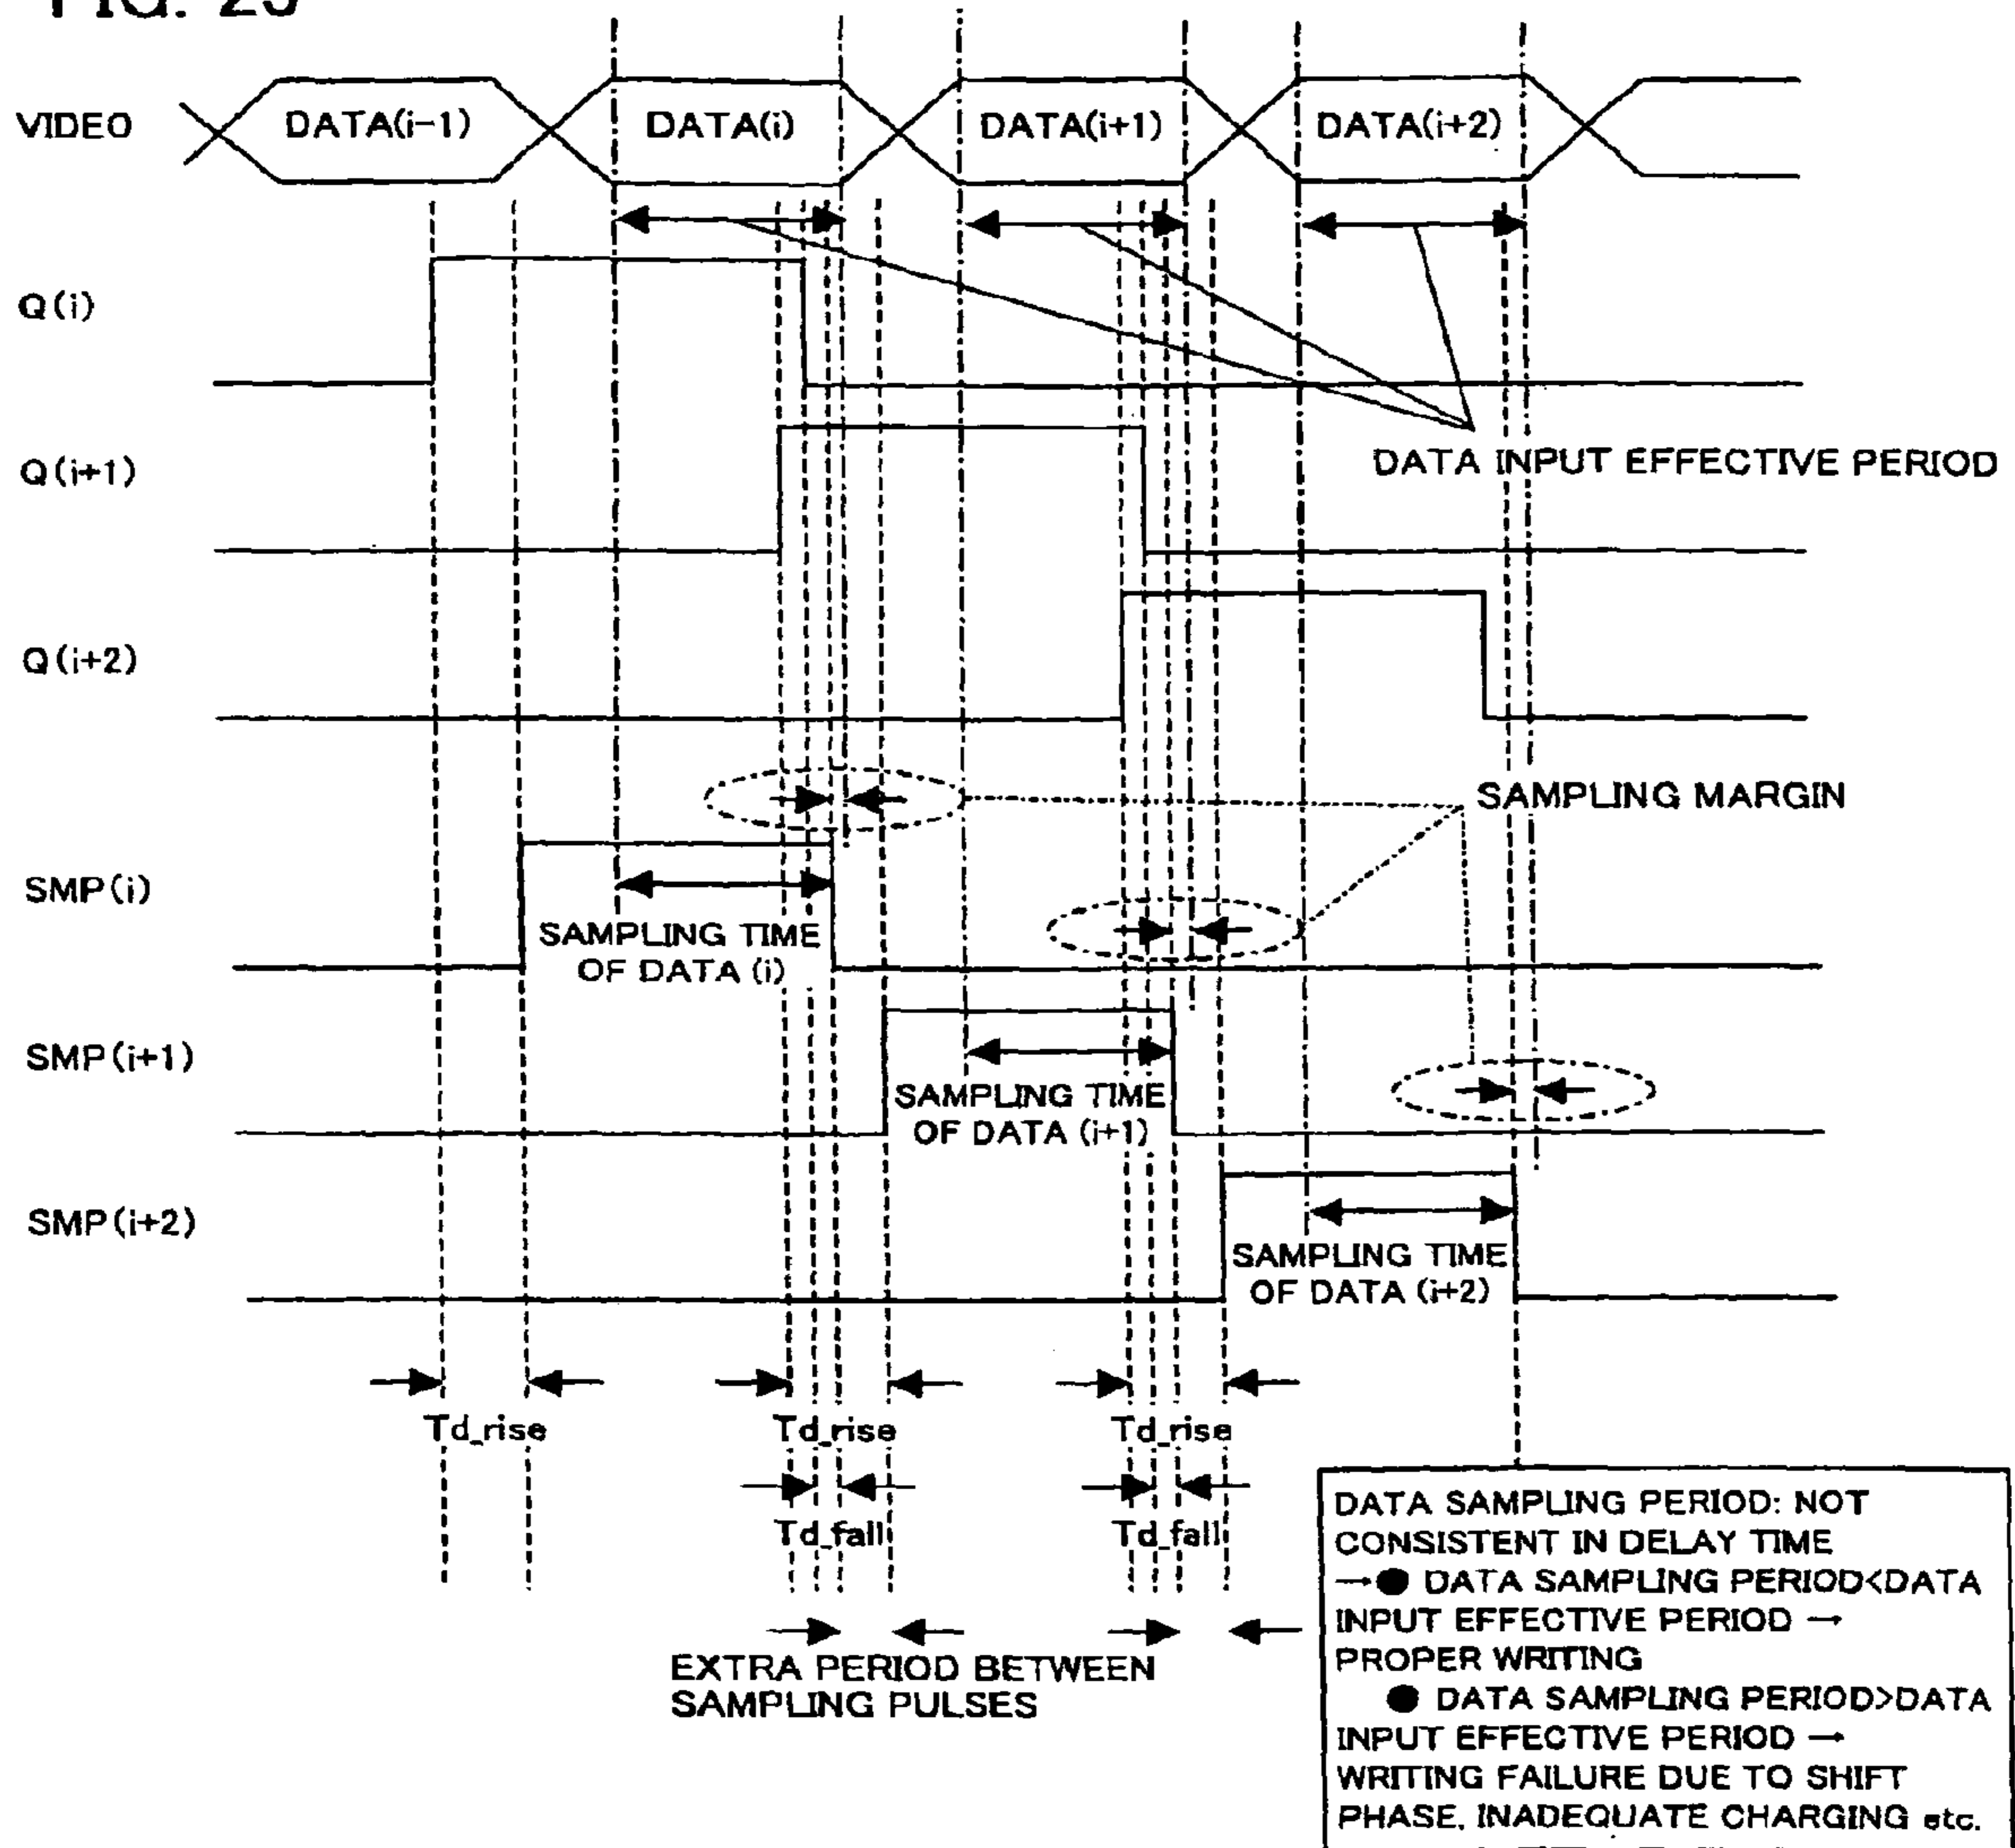 FIG. 25
VIDEO
DATA(i-1)
DATA(i)
DATA(i+1)
DATA(i+2)
Q(i)
DATA INPUT EFFECTIVE PERIOD
Q(i+1)
Q(i+2)
SAMPLING MARGIN
SMP(i)
SAMPLING TIME
OF DATA (i)
SMP(i+1)
SAMPLING TIME
OF DATA (i+1)
SMP(i+2)
SAMPLING TIME
OF DATA (i+2)
Td_rise
Td_rise
Td_rise
Td_fall
Td_fall
EXTRA PERIOD BETWEEN
SAMPLING PULSES
DATA SAMPLING PERIOD: NOT
CONSISTENT IN DELAY TIME
→● DATA SAMPLING PERIOD<DATA
INPUT EFFECTIVE PERIOD →
PROPER WRITING
● DATA SAMPLING PERIOD>DATA
INPUT EFFECTIVE PERIOD →
WRITING FAILURE DUE TO SHIFT
PHASE, INADEQUATE CHARGING etc.